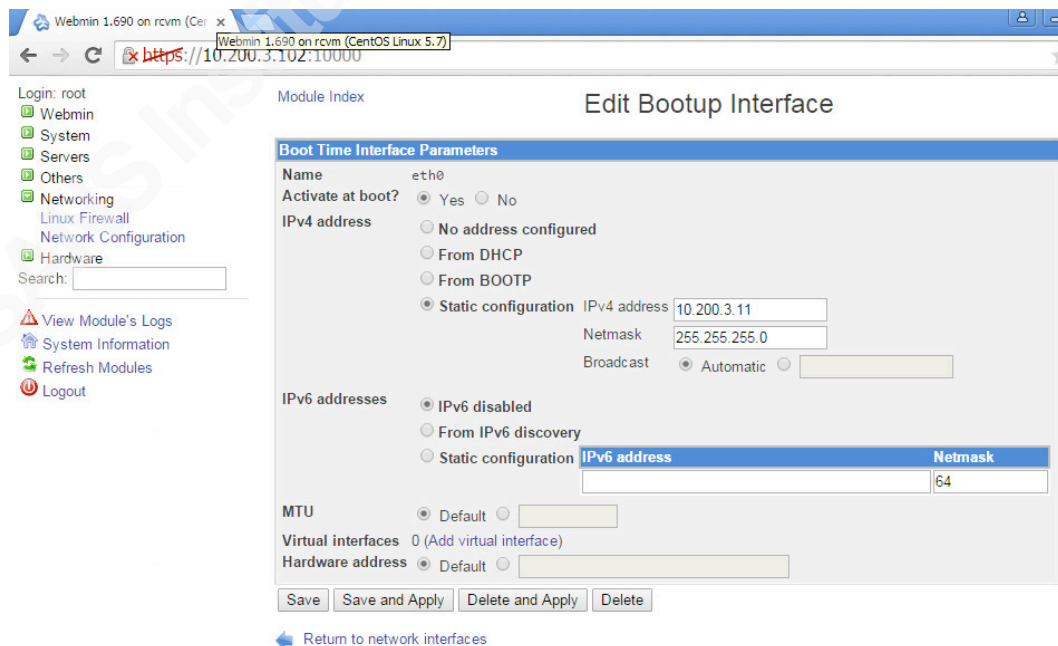 Webmin 1.690 on rcvm (Cer
Webmin 1.690 on rcvm (CentOS Linux 5.7)
https://10.200.3.102:10000
Login: root
Webmin
System
Servers
Others
Networking
Linux Firewall
Network Configuration
Hardware
Search:
View Module's Logs
System Information
Refresh Modules
Logout
Module Index
Edit Bootup Interface
Boot Time Interface Parameters
Name eth0
Activate at boot? Yes No
IPv4 address No address configured
From DHCP
From BOOTP
Static configuration IPv4 address 10.200.3.11
Netmask 255.255.255.0
Broadcast Automatic
IPv6 addresses IPv6 disabled
From IPv6 discovery
Static configuration IPv6 address Netmask
64
MTU Default
Virtual interfaces 0 (Add virtual interface)
Hardware address Default
Save Save and Apply Delete and Apply Delete
Return to network interfaces